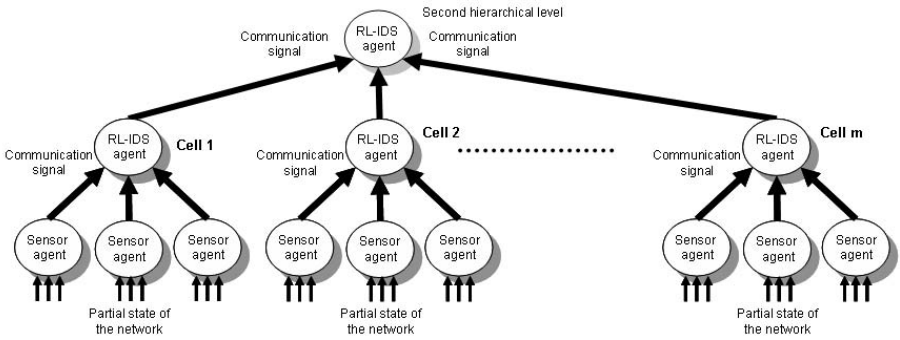 Second hierarchical level
Communication
signal
RL-IDS
agent
Communication
signal
RL-IDS
agent
Cell 1
RL-IDS
agent
Cell 2
RL-IDS
agent
Cell m
Communication
signal
Communication
signal
Communication
signal
Sensor
agent
Sensor
agent
Sensor
agent
Sensor
agent
Sensor
agent
Sensor
agent
Sensor
agent
Sensor
agent
Sensor
agent
Partial state of
the network
Partial state of
the network
Partial state of
the network